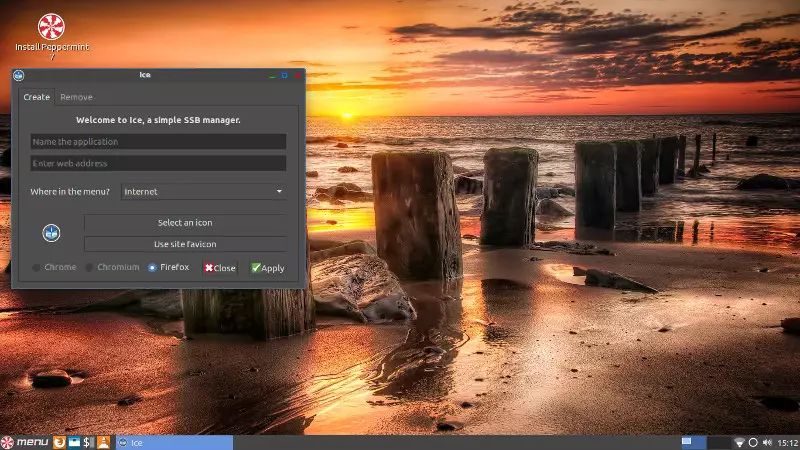 Install Peppermint
7
Ice
Create Remove
Welcome to Ice, a simple SSB manager.
Name the application
Enter web address
Where in the menu? Internet
Select an icon
Use site favicon
Chrome Chromium Firefox Close Apply
menu $ Ice 15:12